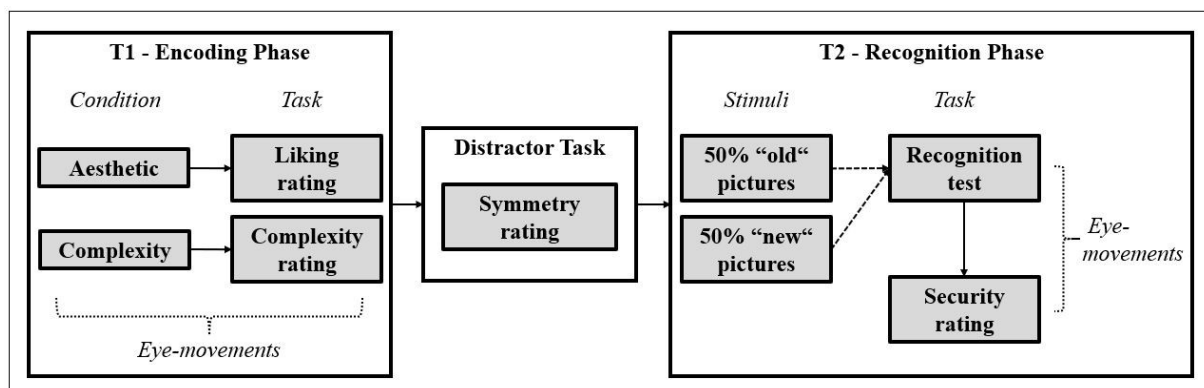 T1 - Encoding Phase
Condition
Task
Aesthetic
Liking
rating
Complexity
Complexity
rating
Eye-movements
Distractor Task
Symmetry
rating
T2 - Recognition Phase
Stimuli
Task
50% “old“
pictures
Recognition
test
50% “new“
pictures
Security
rating
Eye-
movements